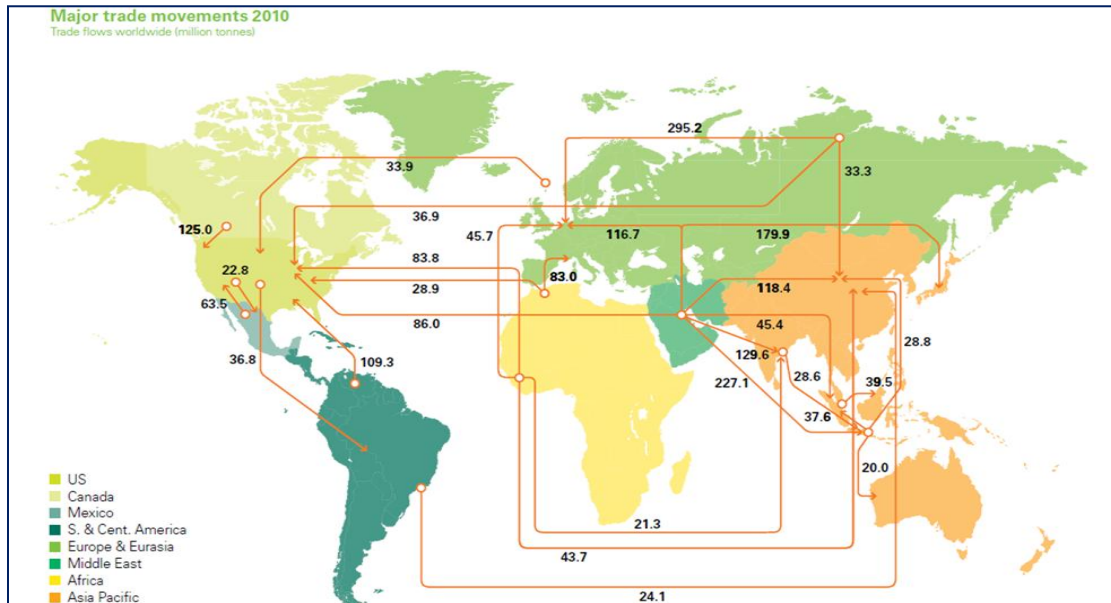 Major trade movements 2010
Trade flows worldwide (million tonnes)
295.2
33.9
33.3
36.9
125.0
45.7
116.7
179.9
83.8
22.8
83.0
28.9
118.4
63.5
86.0
45.4
36.8
109.3
129.6
28.8
227.1
28.6
39.5
37.6
20.0
21.3
43.7
24.1
US
Canada
Mexico
S. & Cent. America
Europe & Eurasia
Middle East
Africa
Asia Pacific